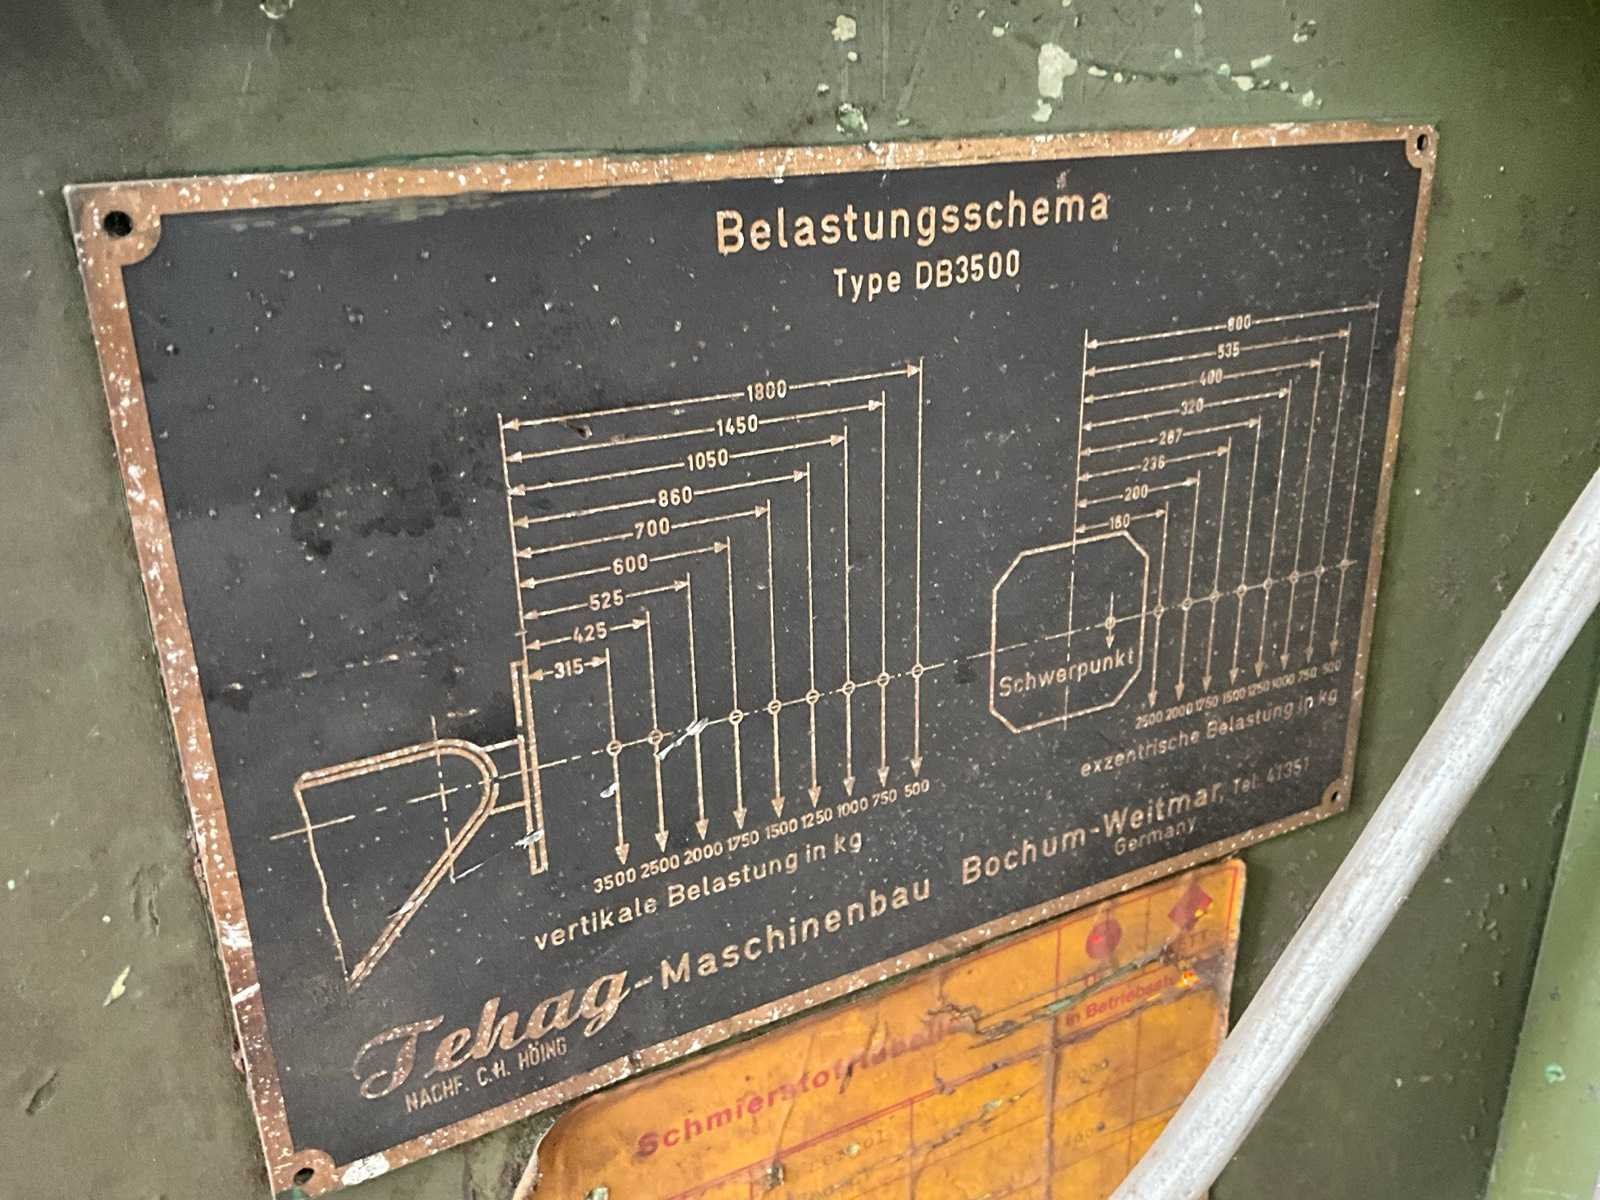 Belastungsschema
Type DB3500
1800
1450
1050
860
700
600
525
425
315
3500 2500 2000 1750 1500 1250 1000 750 500
vertikale Belastung in kg
800
535
400
320
267
236
200
160
Schwerpunkt
2500 2000 1750 1500 1250 1000 750 500
exzentrische Belastung in kg
Tehag-Maschinenbau Bochum-Weitmar, Tel. 41351
Germany
NACHF. C.H. HÖING
in